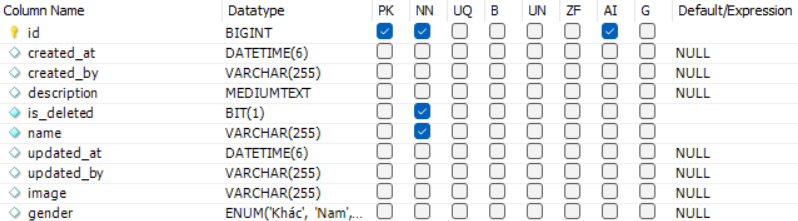 Column Name Datatype PK NN UQ B UN ZF AI G Default/Expression
id BIGINT
created_at DATETIME(6) NULL
created_by VARCHAR(255) NULL
description MEDIUMTEXT NULL
is_deleted BIT(1)
name VARCHAR(255)
updated_at DATETIME(6) NULL
updated_by VARCHAR(255) NULL
image VARCHAR(255) NULL
gender ENUM('Khác', 'Nam',... NULL